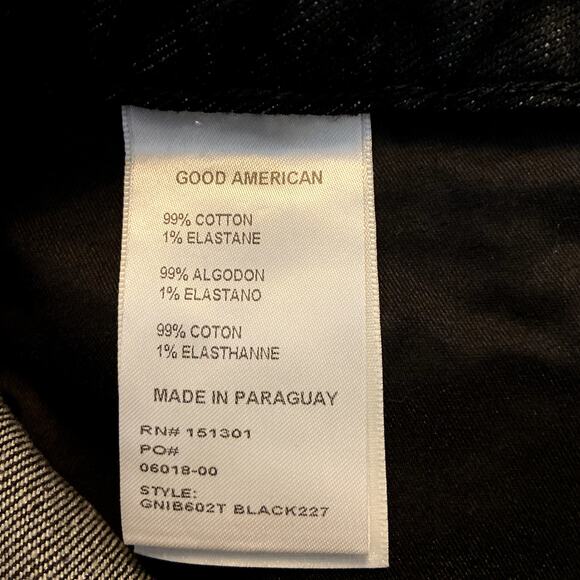 GOOD AMERICAN
99% COTTON
1% ELASTANE
99% ALGODON
1% ELASTANO
99% COTON
1% ELASTHANNE
MADE IN PARAGUAY
RN# 151301
PO#
06018-00
STYLE:
GNIB602T BLACK227